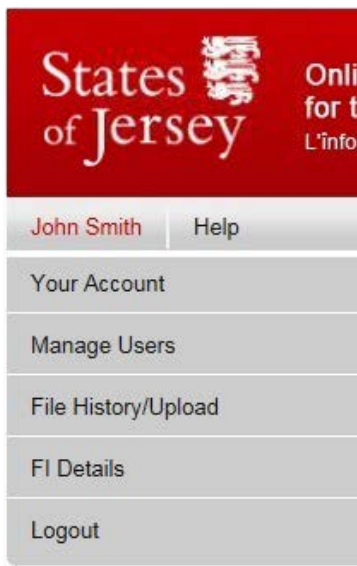 States
of Jersey
Onli
for t
L'înfo
John Smith Help
Your Account
Manage Users
File History/Upload
FI Details
Logout